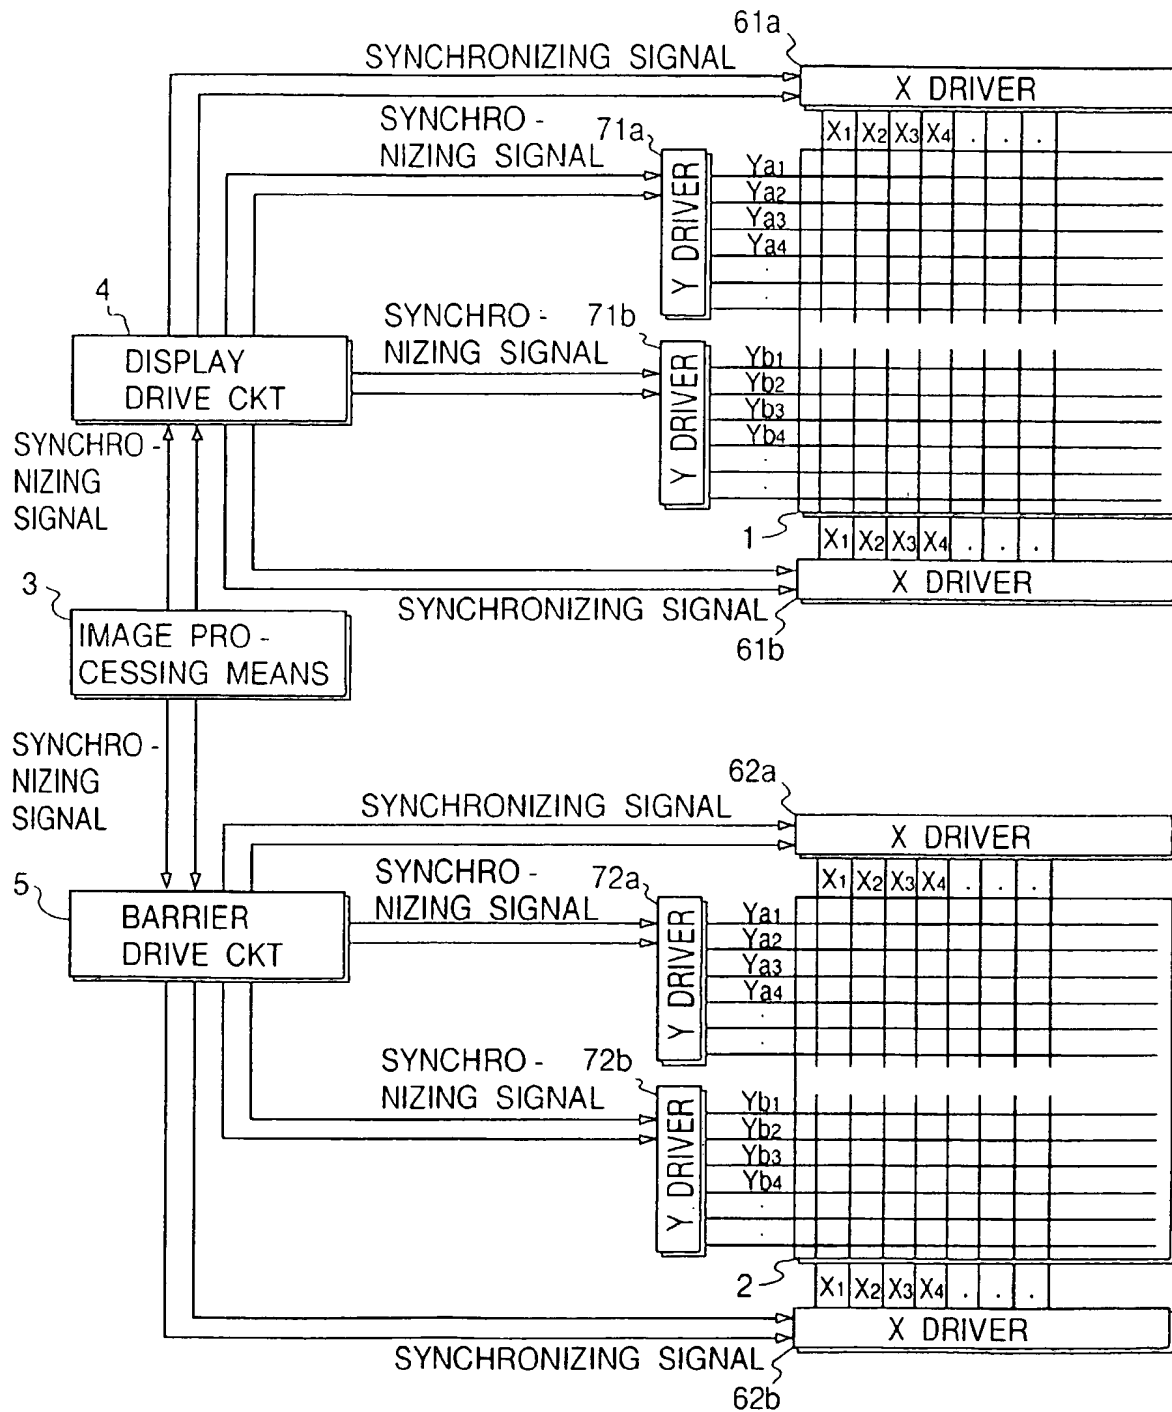 61a
SYNCHRONIZING SIGNAL
X DRIVER
SYNCHRO -
NIZING SIGNAL
71a
X1 X2 X3 X4 . . .
Y DRIVER
Ya1
Ya2
Ya3
Ya4
.
.
4
DISPLAY
DRIVE CKT
SYNCHRO -
NIZING SIGNAL
71b
Y DRIVER
Yb1
Yb2
Yb3
Yb4
.
.
SYNCHRO -
NIZING
SIGNAL
1
X1 X2 X3 X4 . . .
X DRIVER
SYNCHRONIZING SIGNAL
61b
3
IMAGE PRO -
CESSING MEANS
SYNCHRO -
NIZING
SIGNAL
62a
SYNCHRONIZING SIGNAL
X DRIVER
5
BARRIER
DRIVE CKT
SYNCHRO -
NIZING SIGNAL
72a
X1 X2 X3 X4 . . .
Y DRIVER
Ya1
Ya2
Ya3
Ya4
.
.
SYNCHRO -
NIZING SIGNAL
72b
Y DRIVER
Yb1
Yb2
Yb3
Yb4
.
.
2
X1 X2 X3 X4 . . .
X DRIVER
SYNCHRONIZING SIGNAL
62b